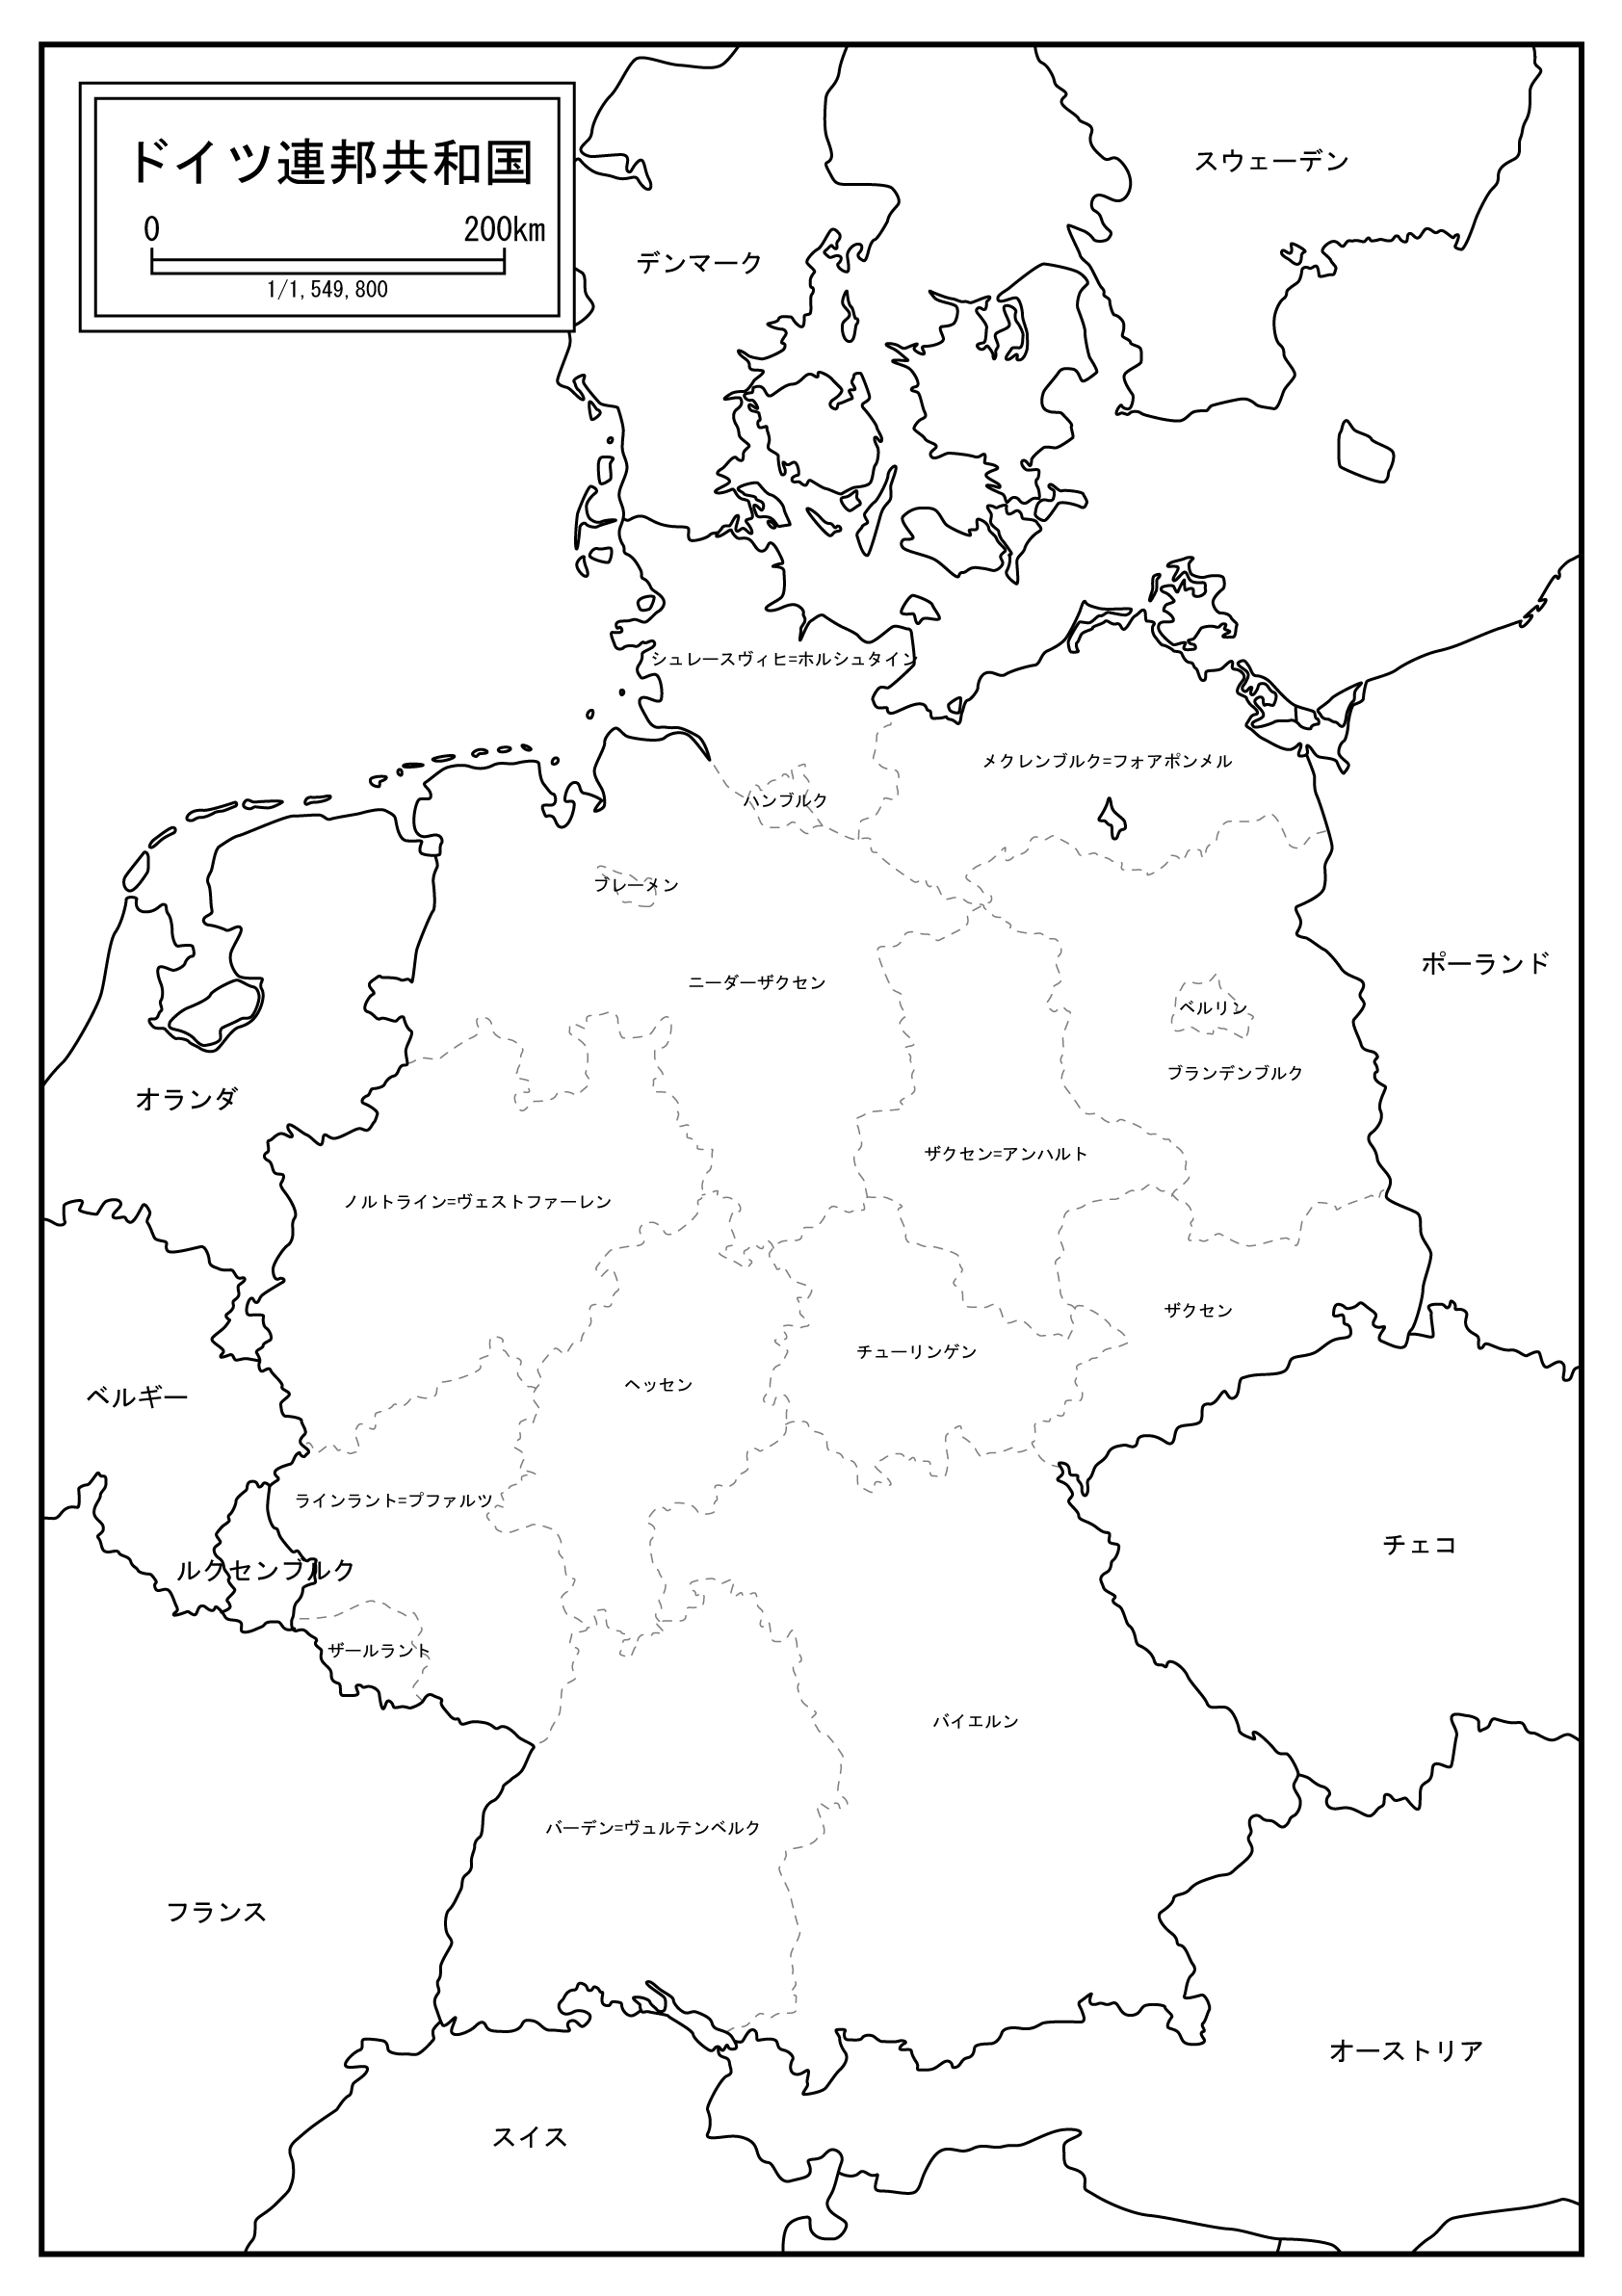 ドイツ連邦共和国
0 200km
1/1,549,800
スウェーデン
デンマーク
シュレースヴィヒ=ホルシュタイン
メクレンブルク=フォアポンメル
ハンブルク
ブレーメン
ポーランド
ニーダーザクセン
ベルリン
ブランデンブルク
オランダ
ザクセン=アンハルト
ノルトライン=ヴェストファーレン
ザクセン
チューリンゲン
ヘッセン
ベルギー
ラインラント=プファルツ
チェコ
ルクセンブルク
ザールラント
バイエルン
バーデン=ヴュルテンベルク
フランス
オーストリア
スイス